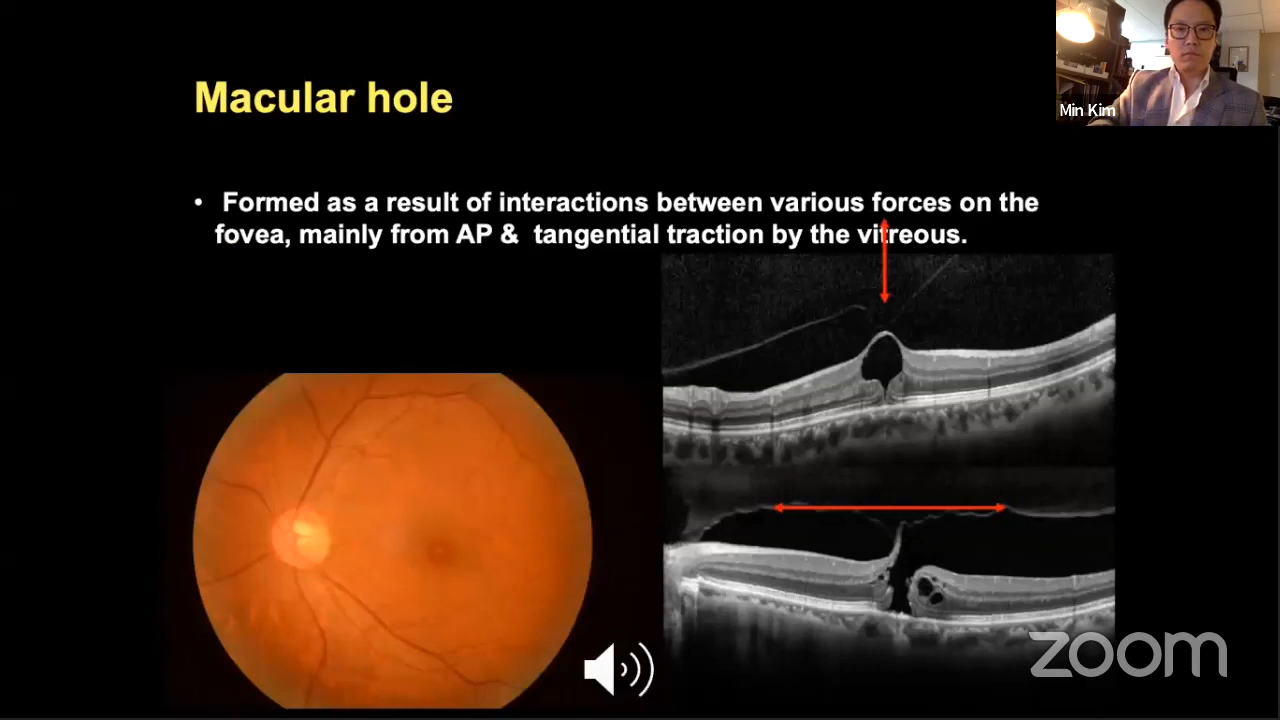 Min Kim
Macular hole
• Formed as a result of interactions between various forces on the
fovea, mainly from AP & tangential traction by the vitreous.
zoom